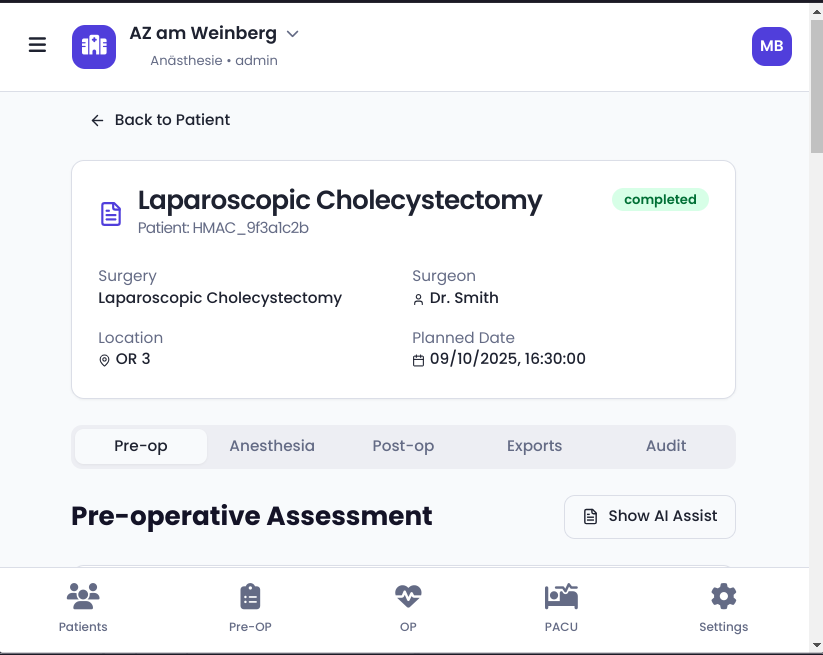 AZ am Weinberg
Anästhesie • admin
MB
Back to Patient
Laparoscopic Cholecystectomy
completed
Patient: HMAC_9f3a1c2b
Surgery
Laparoscopic Cholecystectomy
Surgeon
Dr. Smith
Location
OR 3
Planned Date
09/10/2025, 16:30:00
Pre-op
Anesthesia
Post-op
Exports
Audit
Pre-operative Assessment
Show AI Assist
Patients
Pre-OP
OP
PACU
Settings